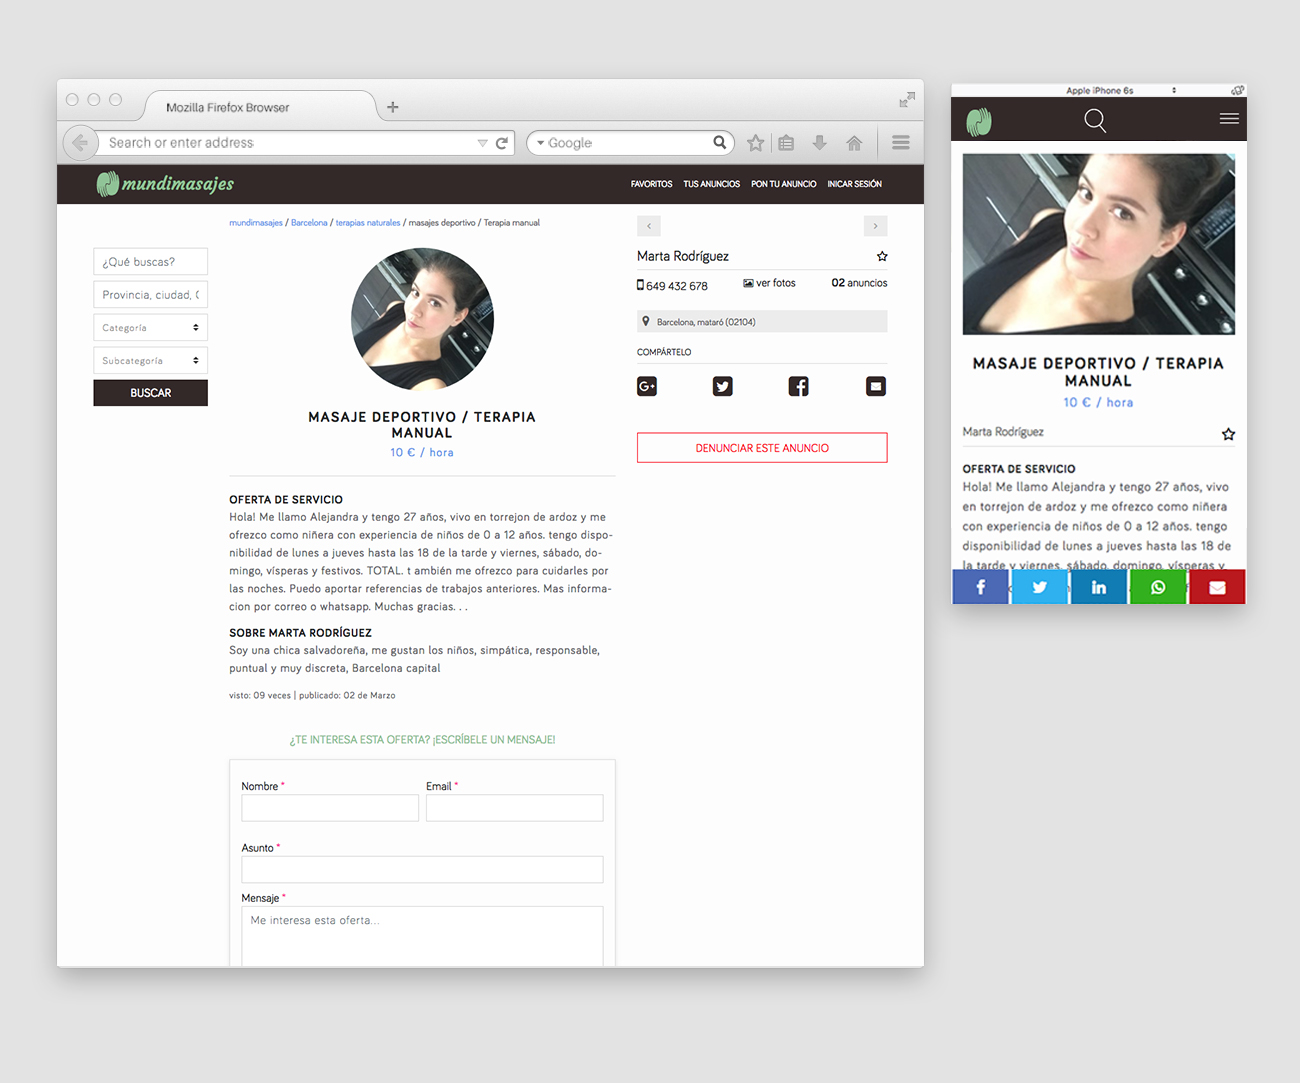 Mozilla Firefox Browser
Search or enter address
Google
mundimasajes
FAVORITOS TUS ANUNCIOS PON TU ANUNCIO INICAR SESIÓN
mundimasajes / Barcelona / terapias naturales / masajes deportivo / Terapia manual
¿Qué buscas?
Provincia, ciudad, C
Categoría
Subcategoría
BUSCAR
MASAJE DEPORTIVO / TERAPIA
MANUAL
10 € / hora
OFERTA DE SERVICIO
Hola! Me llamo Alejandra y tengo 27 años, vivo en torrejon de ardoz y me
ofrezco como niñera con experiencia de niños de 0 a 12 años. tengo dispo-
nibilidad de lunes a jueves hasta las 18 de la tarde y viernes, sábado, do-
mingo, vísperas y festivos. TOTAL. t ambién me ofrezco para cuidarles por
las noches. Puedo aportar referencias de trabajos anteriores. Mas informa-
cion por correo o whatsapp. Muchas gracias. . .
SOBRE MARTA RODRÍGUEZ
Soy una chica salvadoreña, me gustan los niños, simpática, responsable,
puntual y muy discreta, Barcelona capital
visto: 09 veces | publicado: 02 de Marzo
¿TE INTERESA ESTA OFERTA? ¡ESCRÍBELE UN MENSAJE!
Nombre * Email *
Asunto *
Mensaje *
Me interesa esta oferta...
Marta Rodríguez
649 432 678 ver fotos 02 anuncios
Barcelona, mataró (02104)
COMPÁRTELO
DENUNCIAR ESTE ANUNCIO
Apple iPhone 6s
MASAJE DEPORTIVO / TERAPIA
MANUAL
10 € / hora
Marta Rodríguez
OFERTA DE SERVICIO
Hola! Me llamo Alejandra y tengo 27 años, vivo
en torrejon de ardoz y me ofrezco como niñera
con experiencia de niños de 0 a 12 años. tengo
disponibilidad de lunes a jueves hasta las 18 de
la tarde y viernes, sábado, domingo, vísperas y